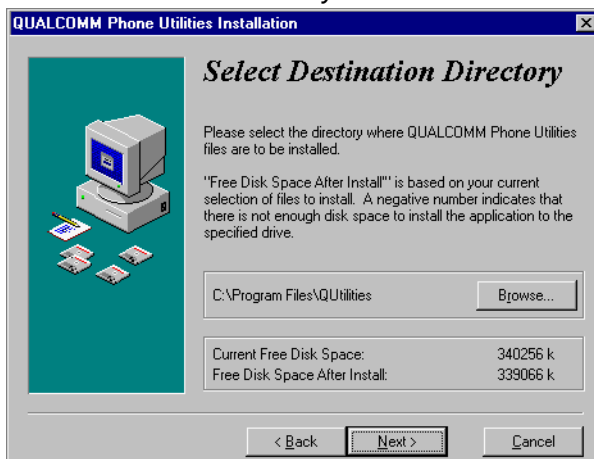 QUALCOMM Phone Utilities Installation
Select Destination Directory
Please select the directory where QUALCOMM Phone Utilities
files are to be installed.
"Free Disk Space After Install"' is based on your current
selection of files to install. A negative number indicates that
there is not enough disk space to install the application to the
specified drive.
C:\Program Files\QUtilities
Browse...
Current Free Disk Space: 340256 k
Free Disk Space After Install: 339066 k
< Back Next > Cancel